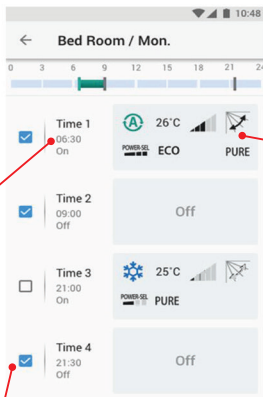 10:48
Bed Room / Mon.
0 3 6 9 12 15 18 21 24
Time 1
06:30
On
A 26°C
POWER-SEL ECO PURE
Time 2
09:00
Off
Off
Time 3
21:00
On
25°C
POWER-SEL PURE
Time 4
21:30
Off
Off